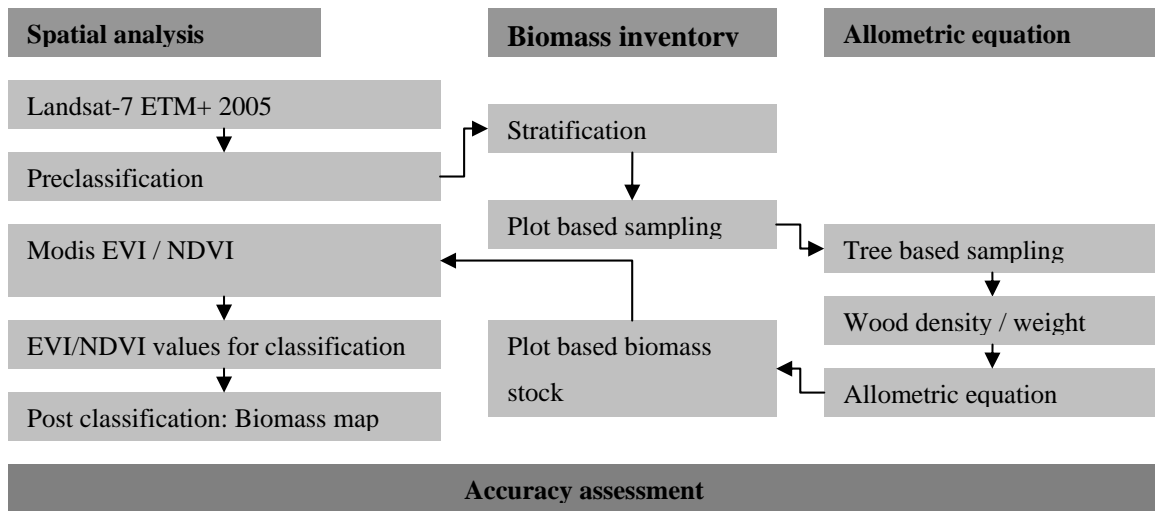 Spatial analysis
Biomass inventory
Allometric equation
Landsat-7 ETM+ 2005
Preclassification
Modis EVI / NDVI
EVI/NDVI values for classification
Post classification: Biomass map
Stratification
Plot based sampling
Plot based biomass
stock
Tree based sampling
Wood density / weight
Allometric equation
Accuracy assessment